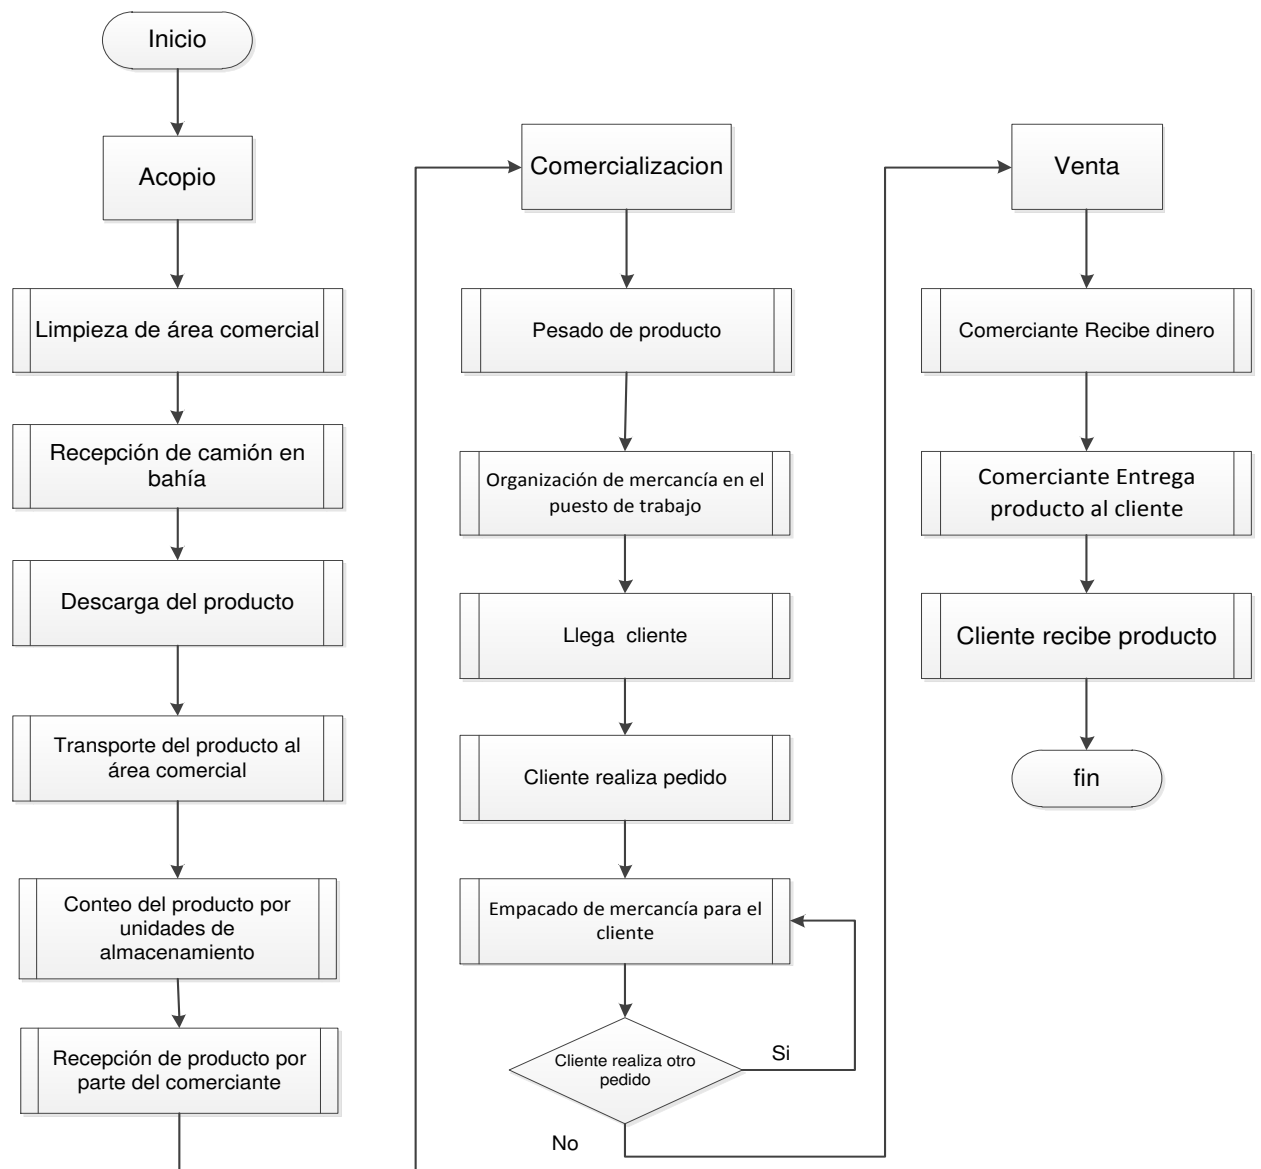 Inicio
Acopio
Limpieza de área comercial
Recepción de camión en
bahía
Descarga del producto
Transporte del producto al
área comercial
Conteo del producto por
unidades de
almacenamiento
Recepción de producto por
parte del comerciante
Comercializacion
Pesado de producto
Organización de mercancía en el
puesto de trabajo
Llega cliente
Cliente realiza pedido
Empacado de mercancía para el
cliente
Cliente realiza otro
pedido
Si
No
Venta
Comerciante Recibe dinero
Comerciante Entrega
producto al cliente
Cliente recibe producto
fin